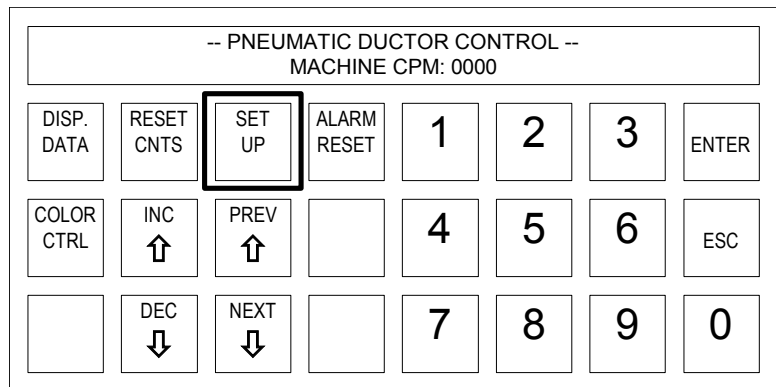 -- PNEUMATIC DUCTOR CONTROL --
MACHINE CPM: 0000
DISP. DATA
RESET CNTS
SET UP
ALARM RESET
1
2
3
ENTER
COLOR CTRL
INC
PREV
4
5
6
ESC
DEC
NEXT
7
8
9
0